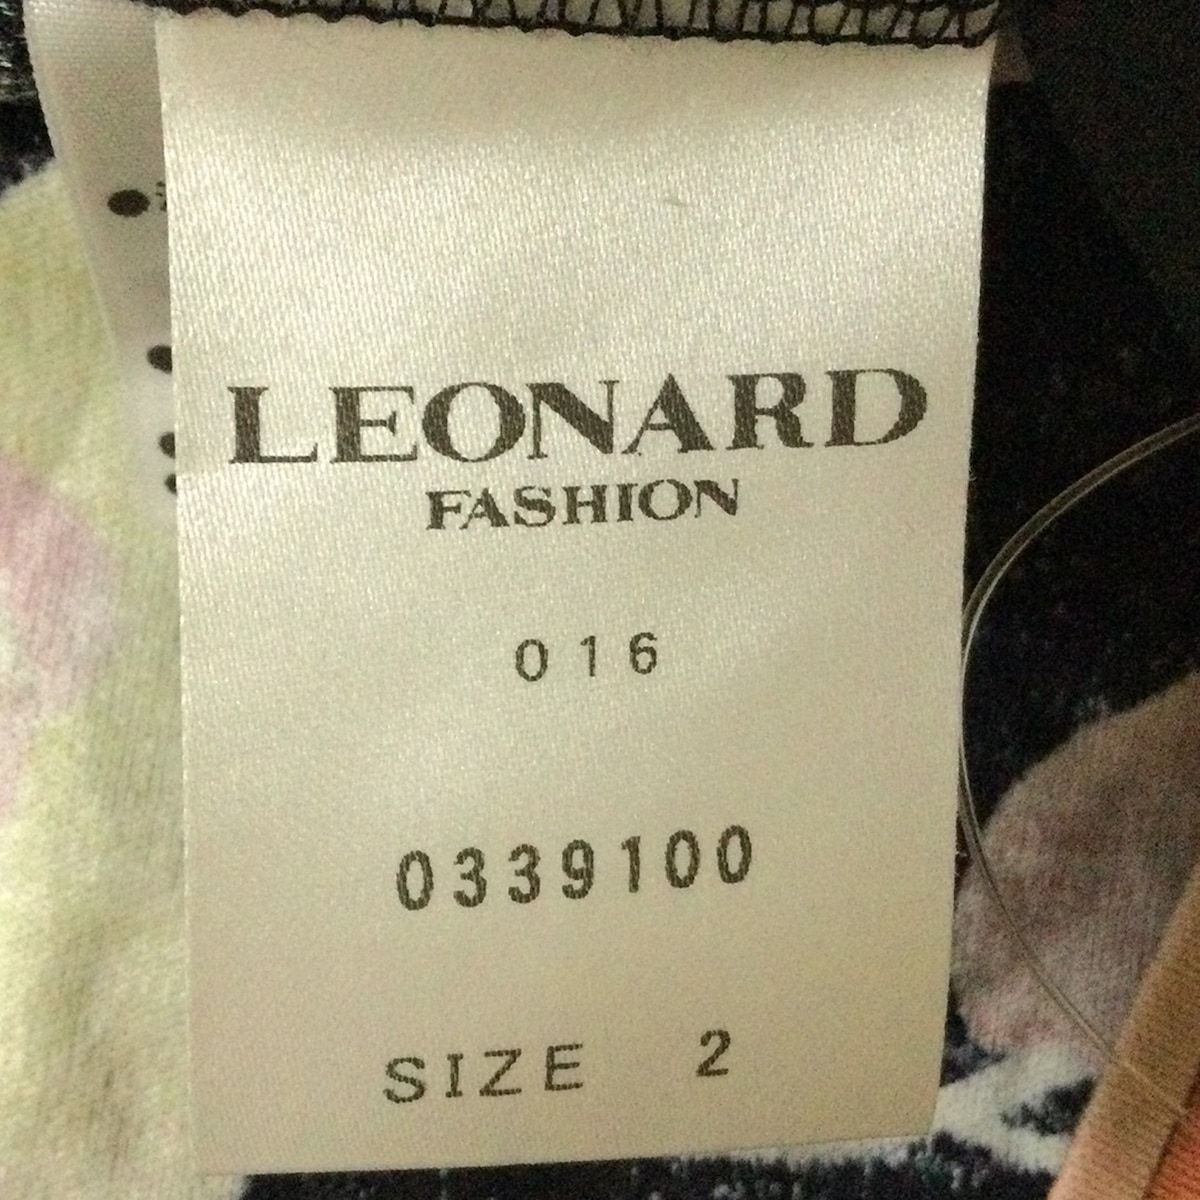 LEONARD
FASHION
016
0339100
SIZE 2